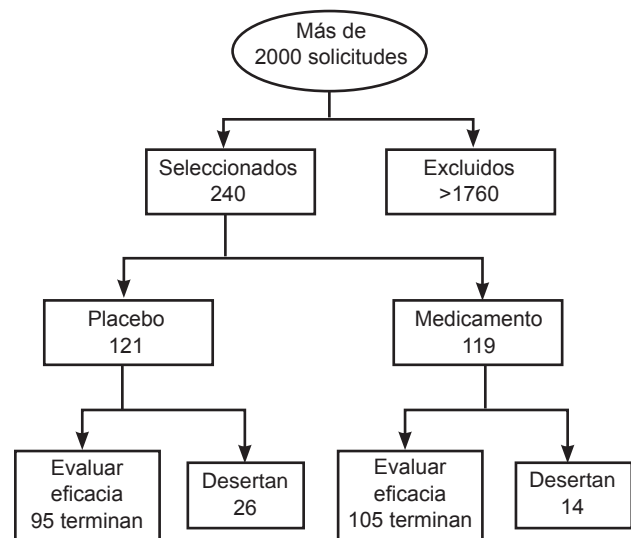 Más de
2000 solicitudes
Seleccionados
240
Excluidos
>1760
Placebo
121
Medicamento
119
Evaluar
eficacia
95 terminan
Desertan
26
Evaluar
eficacia
105 terminan
Desertan
14